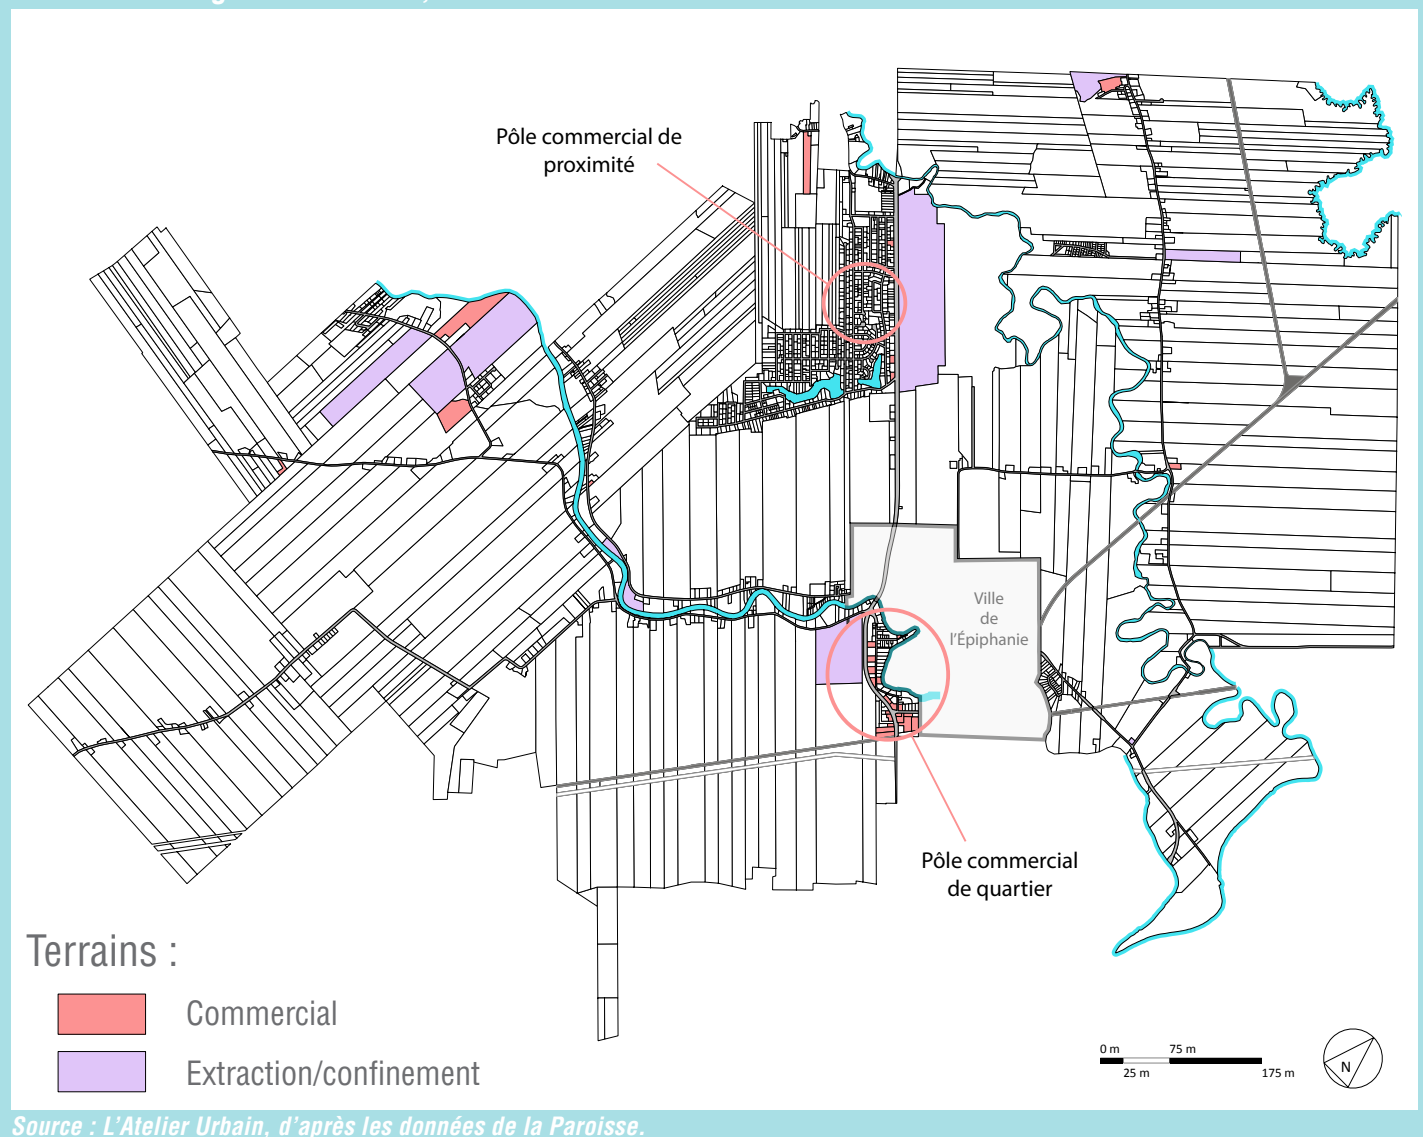 Pôle commercial de
proximité
Ville
de
l'Épiphanie
Pôle commercial
de quartier
Terrains :
Commercial
Extraction/confinement
0 m
75 m
25 m
175 m
N
Source : L'Atelier Urbain, d'après les données de la Paroisse.